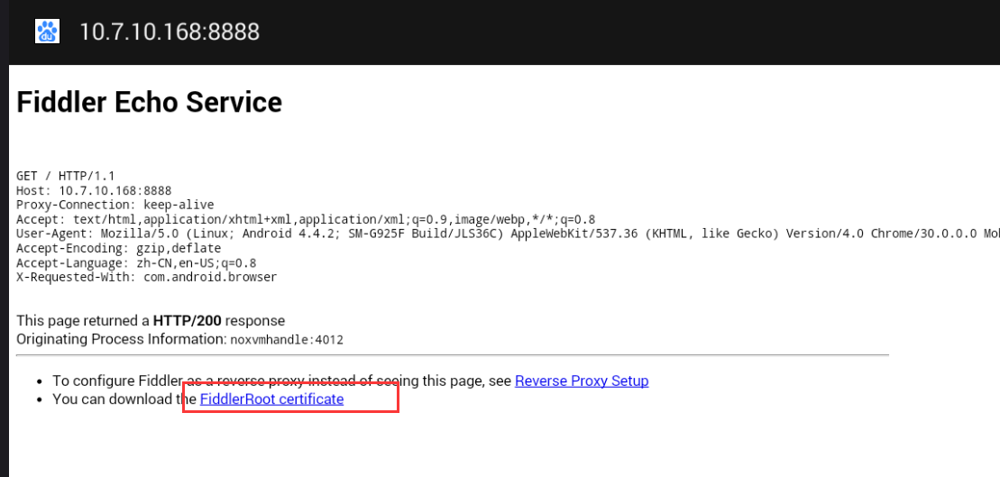 du 10.7.10.168:8888
Fiddler Echo Service
GET / HTTP/1.1
Host: 10.7.10.168:8888
Proxy-Connection: keep-alive
Accept: text/html,application/xhtml+xml,application/xml;q=0.9,image/webp,*/*;q=0.8
User-Agent: Mozilla/5.0 (Linux; Android 4.4.2; SM-G925F Build/JLS36C) AppleWebKit/537.36 (KHTML, like Gecko) Version/4.0 Chrome/30.0.0.0 Mob
Accept-Encoding: gzip,deflate
Accept-Language: zh-CN,en-US;q=0.8
X-Requested-With: com.android.browser
This page returned a HTTP/200 response
Originating Process Information: noxvmhandle:4012
• To configure Fiddler as a reverse proxy instead of seeing this page, see Reverse Proxy Setup
• You can download the FiddlerRoot certificate